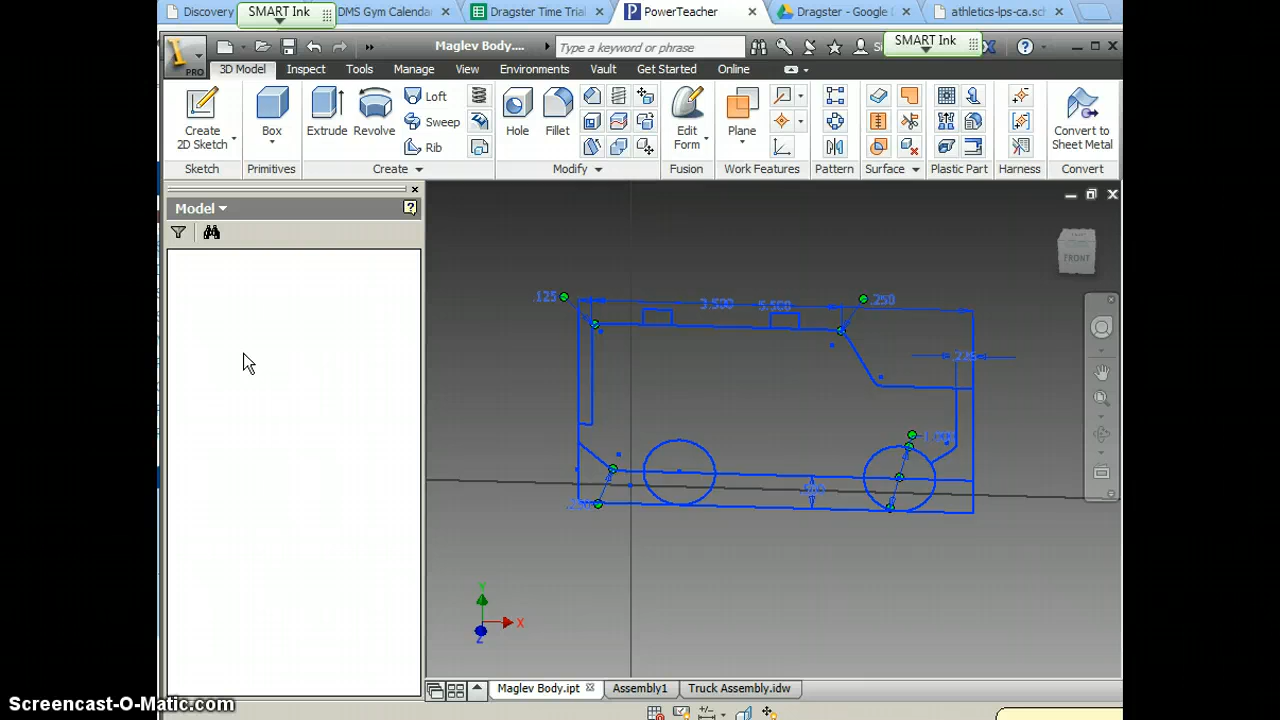 Discovery
SMART Ink
DMS Gym Calenda
Dragster Time Trial
PowerTeacher
Dragster - Google
athletics-lps-ca.sch
PRO
Maglev Body....
Type a keyword or phrase
SMART Ink
3D Model
Inspect
Tools
Manage
View
Environments
Vault
Get Started
Online
Create
2D Sketch
Box
Extrude
Revolve
Loft
Sweep
Rib
Hole
Fillet
Edit
Form
Plane
Convert to
Sheet Metal
Sketch
Primitives
Create
Modify
Fusion
Work Features
Pattern
Surface
Plastic Part
Harness
Convert
Model
FRONT
.125
3.500
5.500
.250
Y
X
Z
Maglev Body.ipt
Assembly1
Truck Assembly.idw
Screencast-O-Matic.com